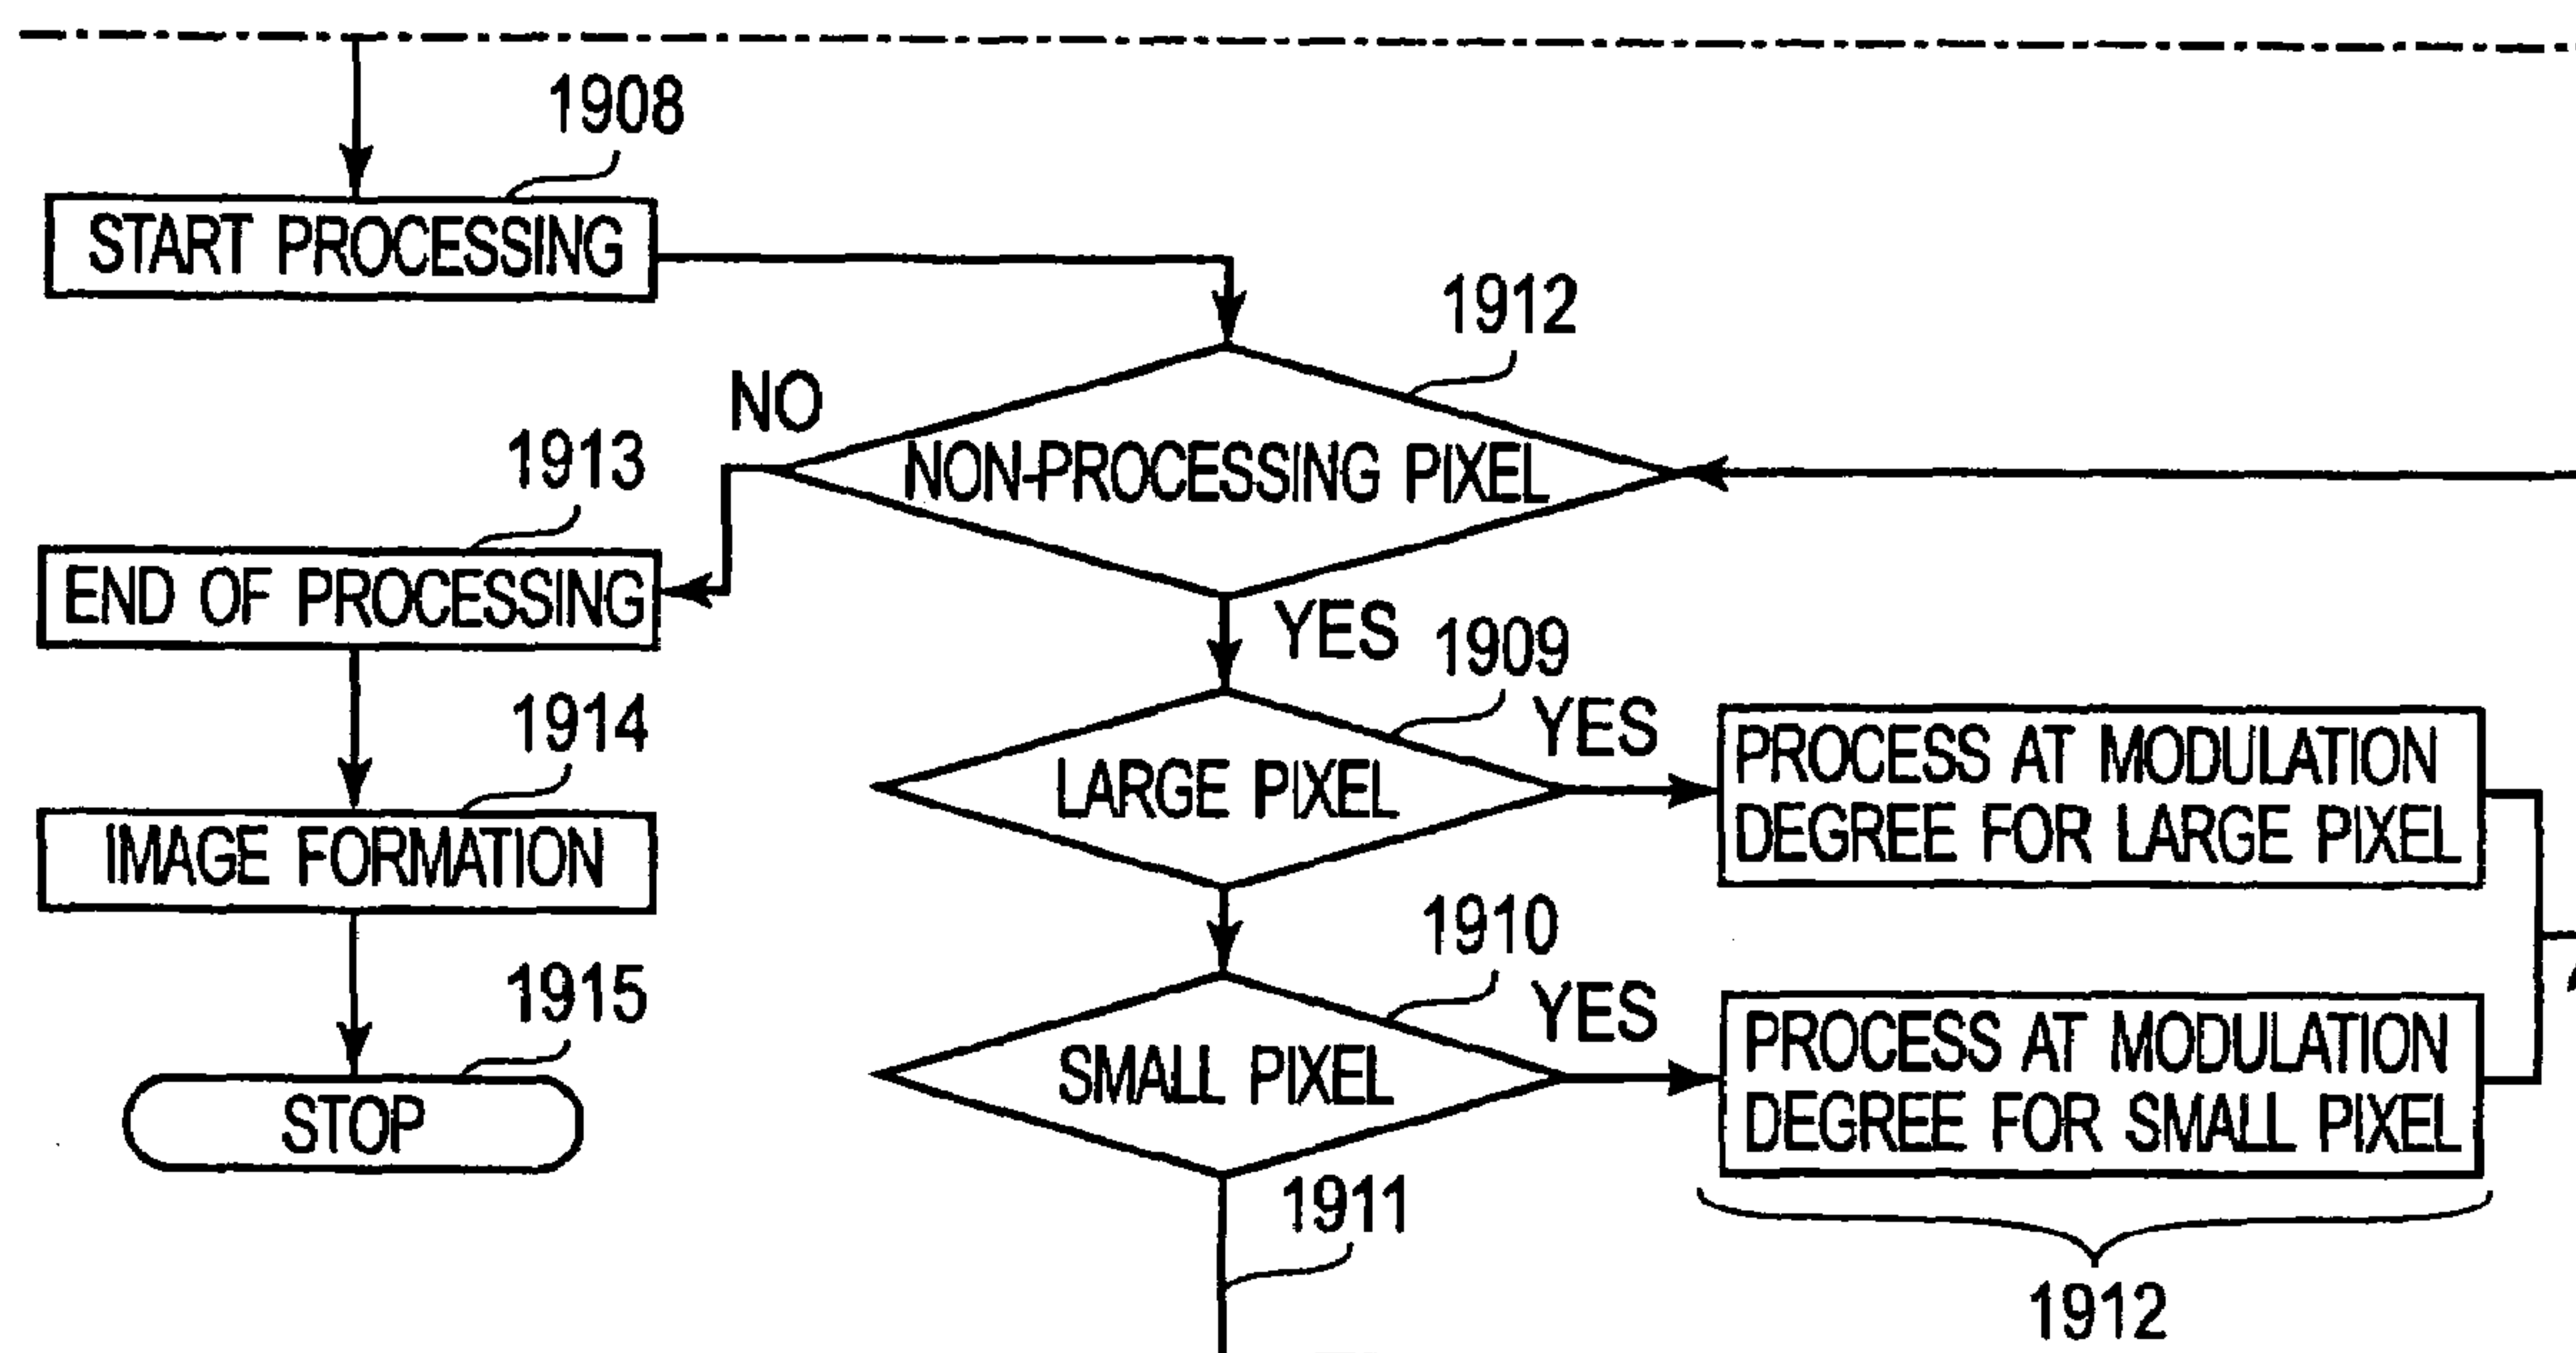 1908
START PROCESSING
1912
NO
NON-PROCESSING PIXEL
1913
END OF PROCESSING
YES
1909
1914
YES
PROCESS AT MODULATION
DEGREE FOR LARGE PIXEL
LARGE PIXEL
IMAGE FORMATION
1910
1915
YES
PROCESS AT MODULATION
DEGREE FOR SMALL PIXEL
SMALL PIXEL
STOP
1911
1912